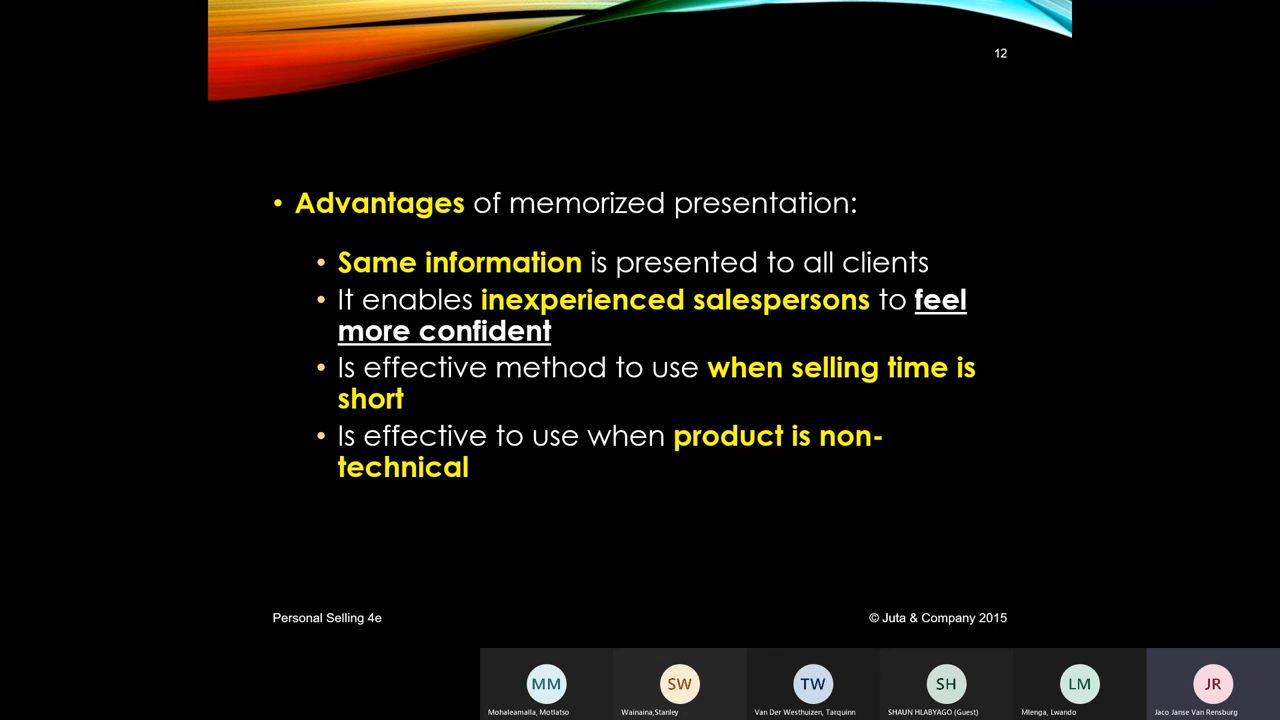 12
• Advantages of memorized presentation:
• Same information is presented to all clients
• It enables inexperienced salespersons to feel
more confident
• Is effective method to use when selling time is
short
• Is effective to use when product is non-
technical
Personal Selling 4e
© Juta & Company 2015
MM
SW
TW
SH
LM
JR
Mohaleamalla, Motlatso
Wainaina,Stanley
Van Der Westhuizen, Tarquinn
SHAUN HLABYAGO (Guest)
Mlenga, Lwando
Jaco Janse Van Rensburg